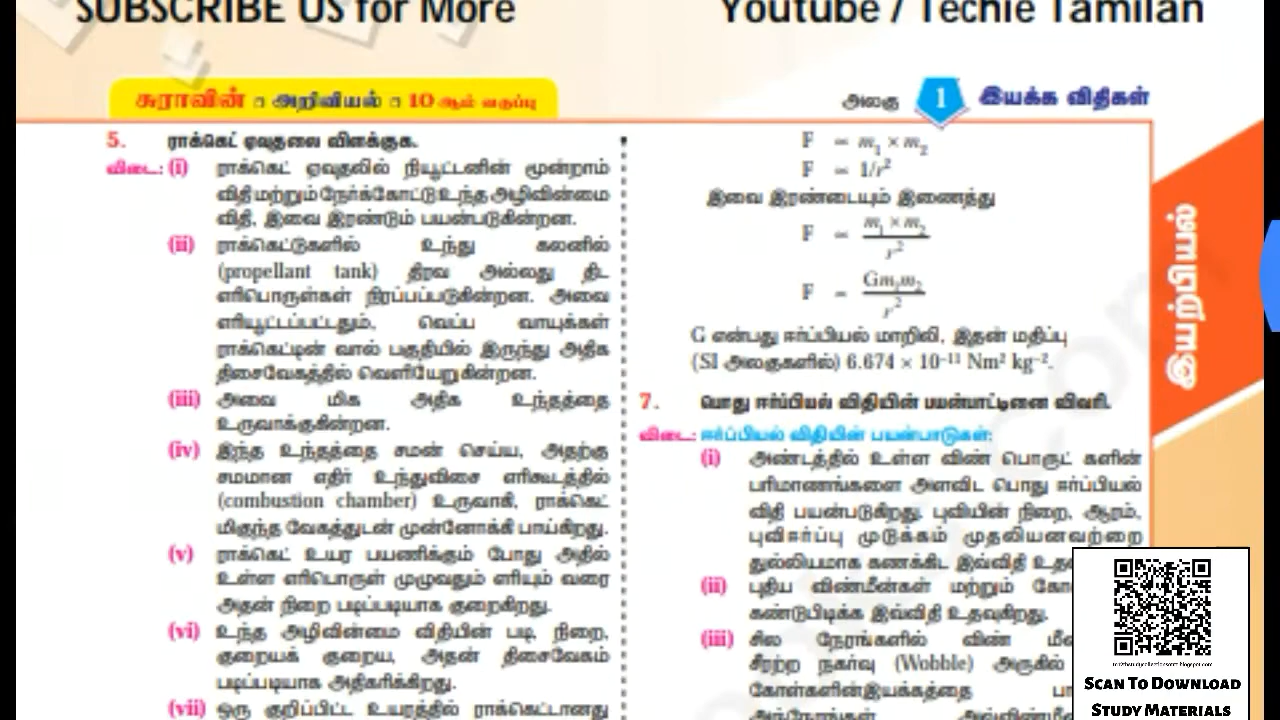 SUBSCRIBE US for More
Youtube / Techie Tamilan
சுராவின் □ அறிவியல் □ 10 ஆம் வகுப்பு
அலகு 1 இயக்க விதிகள்
5. ராக்கெட் ஏவுதலை விளக்குக.
விடை: (i) ராக்கெட் ஏவுதலில் நியூட்டனின் மூன்றாம்
விதி மற்றும் நேர்க்கோட்டு உந்த அழிவின்மை
விதி, இவை இரண்டும் பயன்படுகின்றன.
(ii) ராக்கெட்டுகளில் உந்து கலனில்
(propellant tank) திரவ அல்லது திட
எரிபொருள்கள் நிரப்பப்படுகின்றன. அவை
எரியூட்டப்பட்டதும், வெப்ப வாயுக்கள்
ராக்கெட்டின் வால் பகுதியில் இருந்து அதிக
திசைவேகத்தில் வெளியேறுகின்றன.
(iii) அவை மிக அதிக உந்தத்தை
உருவாக்குகின்றன.
(iv) இந்த உந்தத்தை சமன் செய்ய, அதற்கு
சமமான எதிர் உந்துவிசை எரிகூடத்தில்
(combustion chamber) உருவாகி, ராக்கெட்
மிகுந்த வேகத்துடன் முன்னோக்கி பாய்கிறது.
(v) ராக்கெட் உயர பயணிக்கும் போது அதில்
உள்ள எரிபொருள் முழுவதும் எரியும் வரை
அதன் நிறை படிப்படியாக குறைகிறது.
(vi) உந்த அழிவின்மை விதியின் படி, நிறை,
குறையக் குறைய, அதன் திசைவேகம்
படிப்படியாக அதிகரிக்கிறது.
(vii) ஒரு குறிப்பிட்ட உயரத்தில் ராக்கெட்டானது
F ∝ m₁ × m₂
F ∝ 1/r²
இவை இரண்டையும் இணைத்து
F ∝ m₁ × m₂ / r²
F = Gm₁m₂ / r²
G என்பது ஈர்ப்பியல் மாறிலி, இதன் மதிப்பு
(SI அலகுகளில்) 6.674 × 10⁻¹¹ Nm² kg⁻².
7. பொது ஈர்ப்பியல் விதியின் பயன்பாட்டினை விவரி.
விடை: ஈர்ப்பியல் விதியின் பயன்பாடுகள்:
(i) அண்டத்தில் உள்ள விண் பொருட் களின்
பரிமாணங்களை அளவிட பொது ஈர்ப்பியல்
விதி பயன்படுகிறது. புவியின் நிறை, ஆரம்,
புவிஈர்ப்பு முடுக்கம் முதலியனவற்றை
துல்லியமாக கணக்கிட இவ்விதி உத
(ii) புதிய விண்மீன்கள் மற்றும் கோ
கண்டுபிடிக்க இவ்விதி உதவுகிறது.
(iii) சில நேரங்களில் விண் மீ
சீரற்ற நகர்வு (Wobble) அருகில்
கோள்களின் இயக்கத்தை பா
இயற்பியல்
SCAN TO DOWNLOAD
STUDY MATERIALS